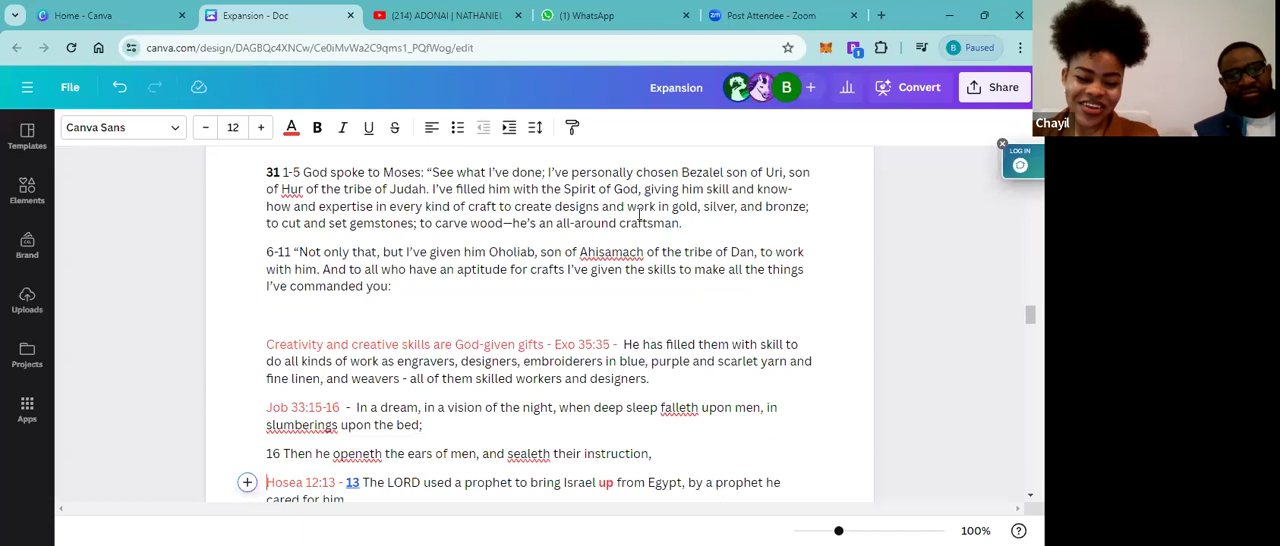 Home - Canva
Expansion - Doc
(214) ADONAI | NATHANIEL
(1) WhatsApp
Post Attendee - Zoom
canva.com/design/DAGBQc4XNCw/Ce0iMvWa2C9qms1_PQfWog/edit
1
Paused
File
Expansion
B
Convert
Share
Chayil
Canva Sans
12
A
B
I
U
S
LOG IN
Templates
Elements
Brand
Uploads
Projects
Apps
31 1-5 God spoke to Moses: “See what I’ve done; I’ve personally chosen Bezalel son of Uri, son
of Hur of the tribe of Judah. I’ve filled him with the Spirit of God, giving him skill and know-
how and expertise in every kind of craft to create designs and work in gold, silver, and bronze;
to cut and set gemstones; to carve wood—he’s an all-around craftsman.
6-11 “Not only that, but I’ve given him Oholiab, son of Ahisamach of the tribe of Dan, to work
with him. And to all who have an aptitude for crafts I’ve given the skills to make all the things
I’ve commanded you:
Creativity and creative skills are God-given gifts - Exo 35:35 - He has filled them with skill to
do all kinds of work as engravers, designers, embroiderers in blue, purple and scarlet yarn and
fine linen, and weavers - all of them skilled workers and designers.
Job 33:15-16 - In a dream, in a vision of the night, when deep sleep falleth upon men, in
slumberings upon the bed;
16 Then he openeth the ears of men, and sealeth their instruction,
Hosea 12:13 - 13 The LORD used a prophet to bring Israel up from Egypt, by a prophet he
cared for him.
100%